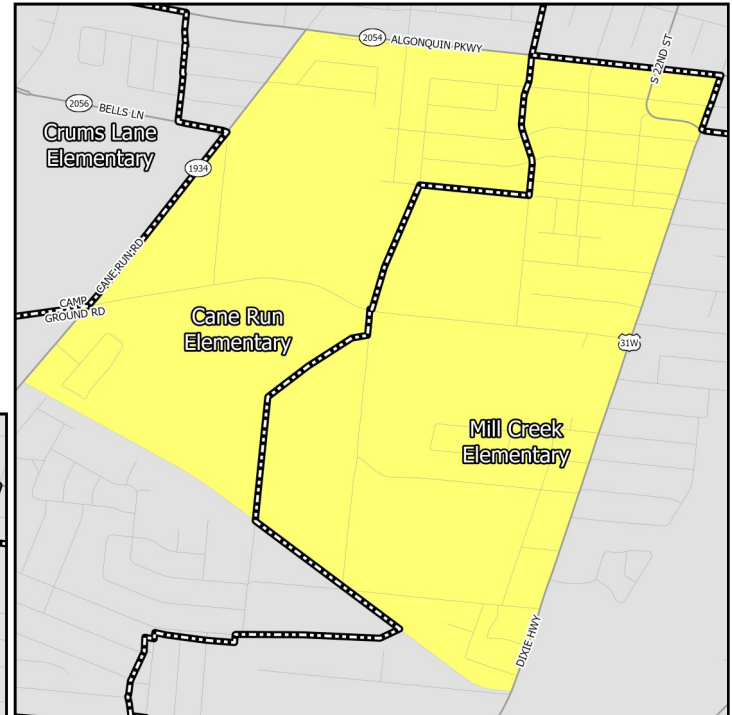 2054
ALGONQUIN PKWY
S 22ND ST
2056
BELLS LN
Crums Lane
Elementary
1934
CANE RUN RD
CAMP
GROUND RD
Cane Run
Elementary
31W
Mill Creek
Elementary
DIXIE HWY